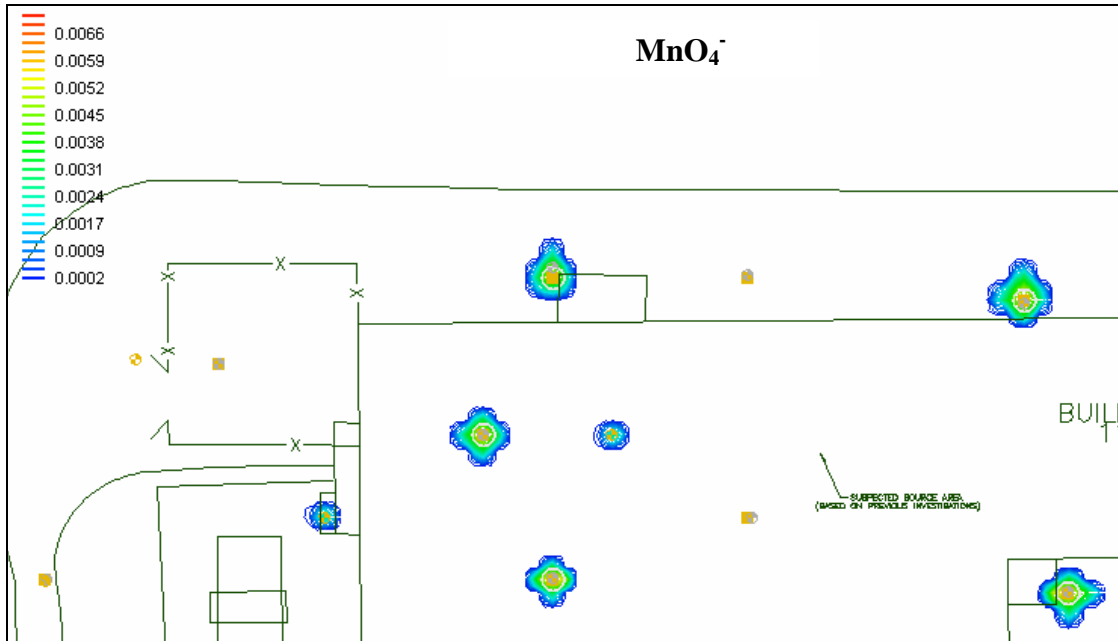 MnO₄⁻
0.0066
0.0059
0.0052
0.0045
0.0038
0.0031
0.0024
0.0017
0.0009
0.0002
X
X
X
X
X
BUIL
SUSPECTED SOURCE AREA
(BASED ON PREVIOUS INVESTIGATIONS)